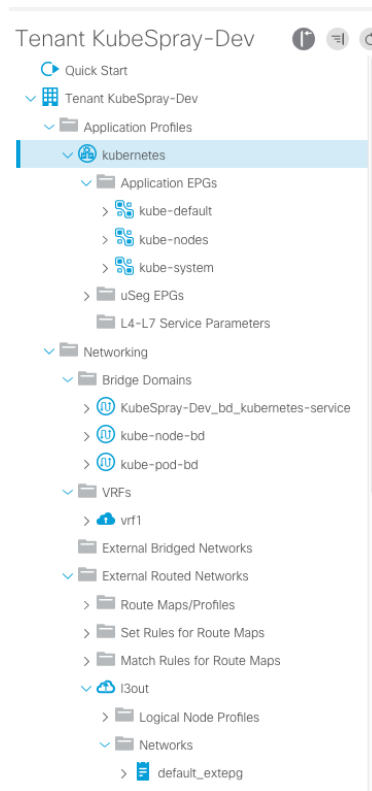 Tenant KubeSpray-Dev
Quick Start
Tenant KubeSpray-Dev
Application Profiles
kubernetes
Application EPGs
kube-default
kube-nodes
kube-system
uSeg EPGs
L4-L7 Service Parameters
Networking
Bridge Domains
KubeSpray-Dev_bd_kubernetes-service
kube-node-bd
kube-pod-bd
VRFs
vrf1
External Bridged Networks
External Routed Networks
Route Maps/Profiles
Set Rules for Route Maps
Match Rules for Route Maps
l3out
Logical Node Profiles
Networks
default_extepg